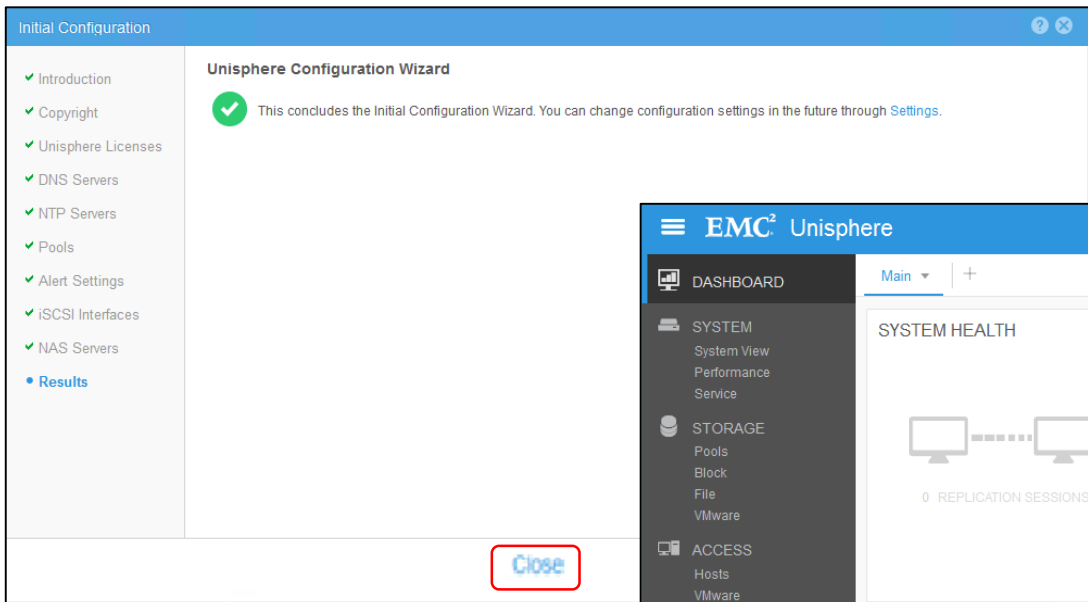 Initial Configuration
Introduction
Copyright
Unisphere Licenses
DNS Servers
NTP Servers
Pools
Alert Settings
iSCSI Interfaces
NAS Servers
Results
Unisphere Configuration Wizard
This concludes the Initial Configuration Wizard. You can change configuration settings in the future through Settings.
Close
EMC² Unisphere
DASHBOARD
SYSTEM
System View
Performance
Service
STORAGE
Pools
Block
File
VMware
ACCESS
Hosts
VMware
Main
SYSTEM HEALTH
0 REPLICATION SESSIONS